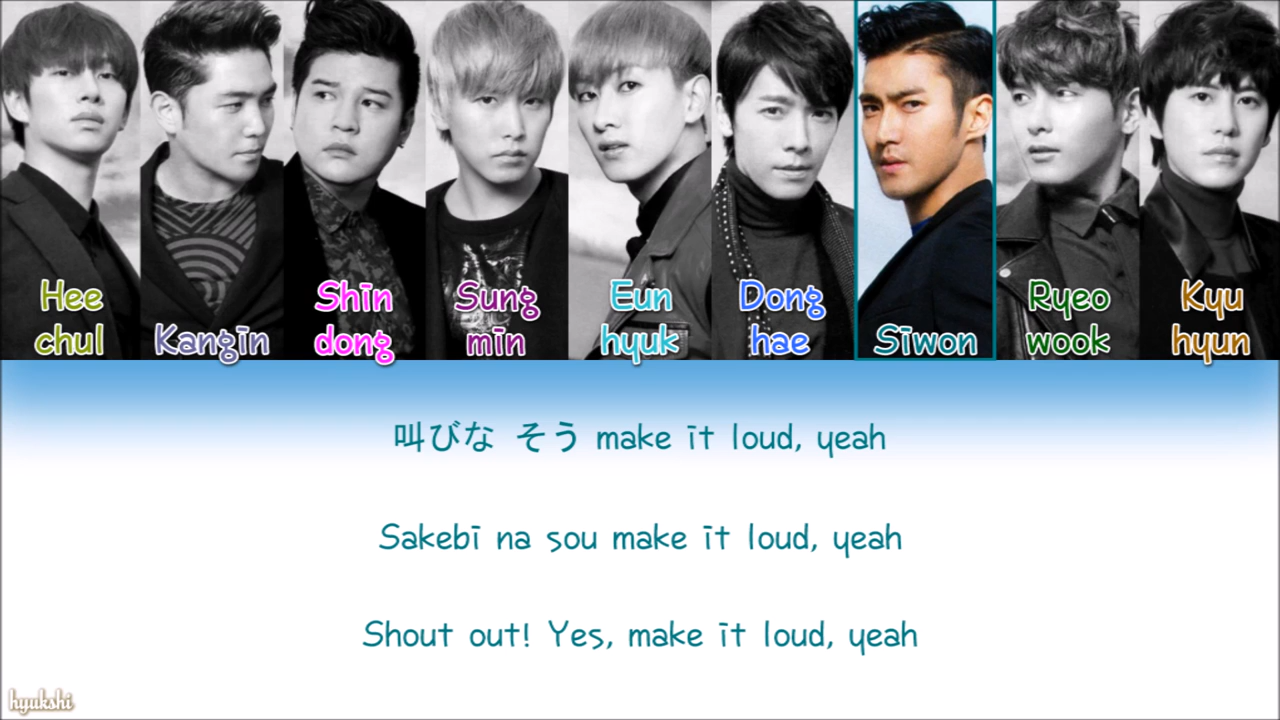 Hee
chul
Kangin
Shin
dong
Sung
min
Eun
hyuk
Dong
hae
Siwon
Ryeo
wook
Kyu
hyun
叫びな そう make it loud, yeah
Sakebi na sou make it loud, yeah
Shout out! Yes, make it loud, yeah
hyukshi